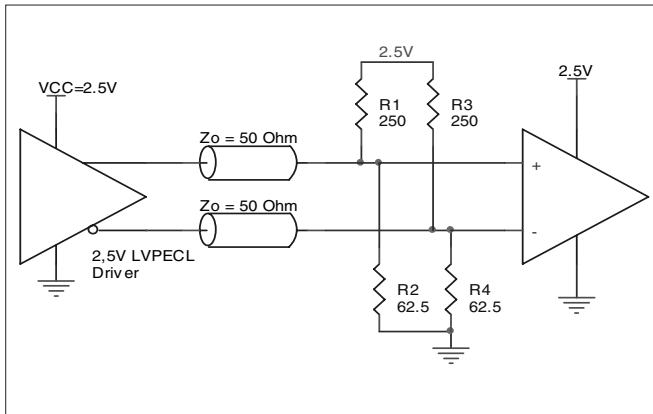 2.5V
VCC=2.5V
2.5V
R1
250
R3
250
Zo = 50 Ohm
+
Zo = 50 Ohm
-
2,5V LVPECL
Driver
R2
62.5
R4
62.5